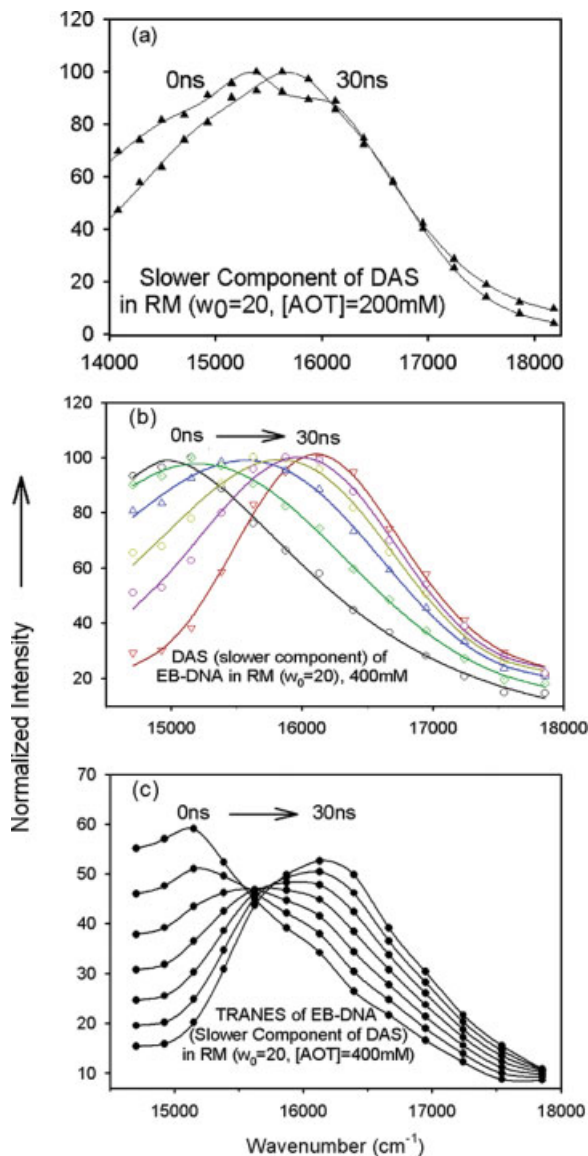 (a)
120
100
80
60
40
20
0
0ns
30ns
Slower Component of DAS
in RM (w0=20, [AOT]=200mM)
14000 15000 16000 17000 18000
(b)
120
100
80
60
40
20
0ns
30ns
DAS (slower component) of
EB-DNA in RM (w₀=20), 400mM
15000 16000 17000 18000
Normalized Intensity
(c)
70
60
50
40
30
20
10
0ns
30ns
TRANES of EB-DNA
(Slower Component of DAS)
in RM (w₀=20, [AOT]=400mM)
15000 16000 17000 18000
Wavenumber (cm⁻¹)